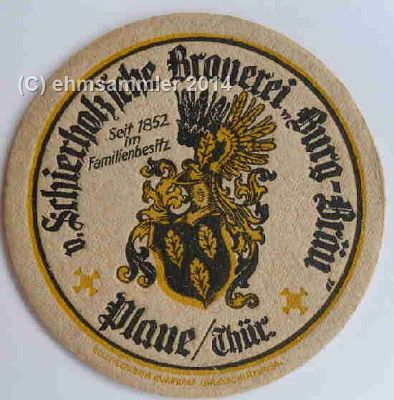 (C) ehmsammler 2014
v. Schierholz'sche Brauerei „Burg-Bräu“
Seit 1852
im
Familienbesitz
Plaue/Thür.